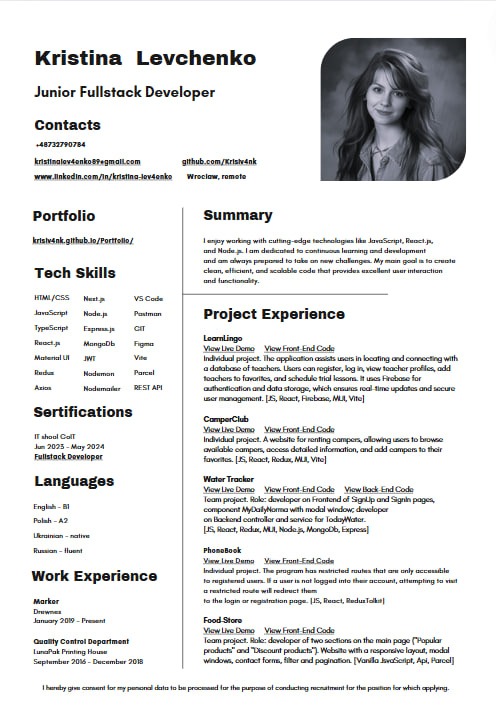 Kristina Levchenko
Junior Fullstack Developer
Contacts
+48732790784
kristinalev4enko89@gmail.com
github.com/Krisiv4nk
www.linkedin.com/in/kristina-lev4enko
Wroclaw, remote
Portfolio
krisiv4nk.github.io/Portfolio/
Tech Skills
HTML/CSS Next.js VS Code
JavaScript Node.js Postman
TypeScript Express.js GIT
React.js MongoDb Figma
Material UI JWT Vite
Redux Nodemon Parcel
Axios Nodemailer REST API
Sertifications
IT shool GoIT
Jun 2023 - May 2024
Fullstack Developer
Languages
English - B1
Polish - A2
Ukrainian - native
Russian - fluent
Work Experience
Marker
Drewnes
January 2019 - Present
Quality Control Department
LunaPak Printing House
September 2016 - December 2018
Summary
I enjoy working with cutting-edge technologies like JavaScript, React.js,
and Node.js. I am dedicated to continuous learning and development
and am always prepared to take on new challenges. My main goal is to create
clean, efficient, and scalable code that provides excellent user interaction
and functionality.
Project Experience
LearnLingo
View Live Demo View Front-End Code
Individual project. The application assists users in locating and connecting with
a database of teachers. Users can register, log in, view teacher profiles, add
teachers to favorites, and schedule trial lessons. It uses Firebase for
authentication and data storage, which ensures real-time updates and secure
user management. [JS, React, Firebase, MUI, Vite]
CamperClub
View Live Demo View Front-End Code
Individual project. A website for renting campers, allowing users to browse
available campers, access detailed information, and add campers to their
favorites. [JS, React, Redux, MUI, Vite]
Water Tracker
View Live Demo View Front-End Code View Back-End Code
Team project. Role: developer on Frontend of SignUp and SignIn pages,
component MyDailyNorma with modal window; developer
on Backend controller and service for TodayWater.
[JS, React, Redux, MUI, Node.js, MongoDb, Express]
PhoneBook
View Live Demo View Front-End Code
Individual project. The program has restricted routes that are only accessible
to registered users. If a user is not logged into their account, attempting to visit
a restricted route will redirect them
to the login or registration page. [JS, React, ReduxTolkit]
Food-Store
View Live Demo View Front-End Code
Team project. Role: developer of two sections on the main page ("Popular
products" and "Discount products"). Website with a responsive layout, modal
windows, contact forms, filter and pagination. [Vanilla JavaScript, Api, Parcel]
I hereby give consent for my penonal data to be processed for the purpose of conducting recruitment for the position for which applying.